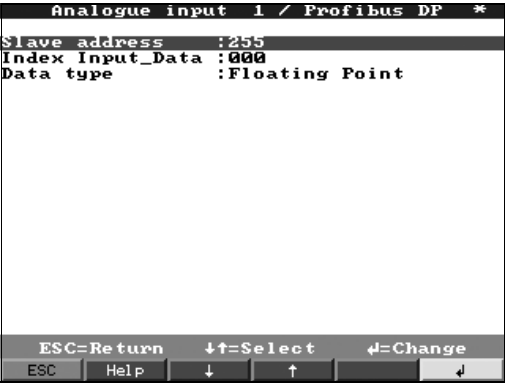 Analogue input 1 / Profibus DP *
Slave address :255
Index Input_Data :000
Data type :Floating Point
ESC=Return ↓↑=Select ↵=Change
ESC Help ↓ ↑ ↵